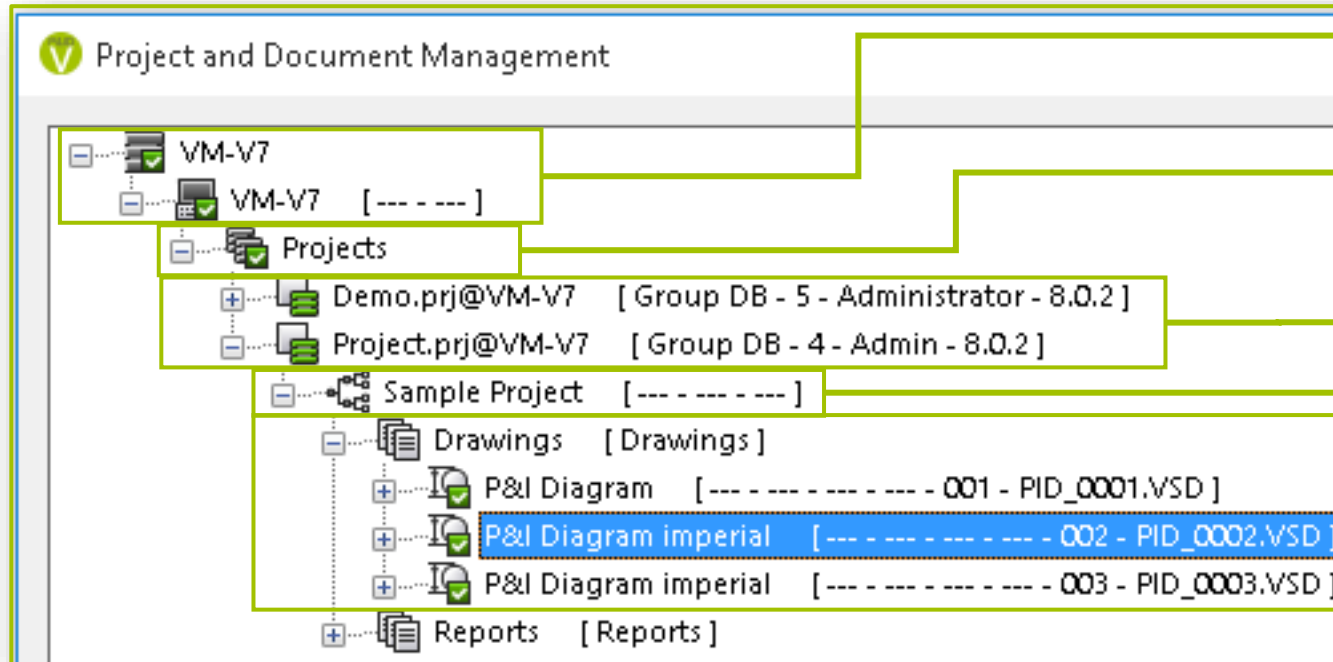 Project and Document Management
VM-V7
VM-V7 [--- - --- ]
Projects
Demo.prj@VM-V7 [ Group DB - 5 - Administrator - 8.0.2 ]
Project.prj@VM-V7 [ Group DB - 4 - Admin - 8.0.2 ]
Sample Project [--- - --- - --- ]
Drawings [ Drawings ]
P&I Diagram [--- - --- - --- - --- - 001 - PID_0001.VSD ]
P&I Diagram imperial [--- - --- - --- - --- - 002 - PID_0002.VSD ]
P&I Diagram imperial [--- - --- - --- - --- - 003 - PID_0003.VSD ]
Reports [ Reports ]